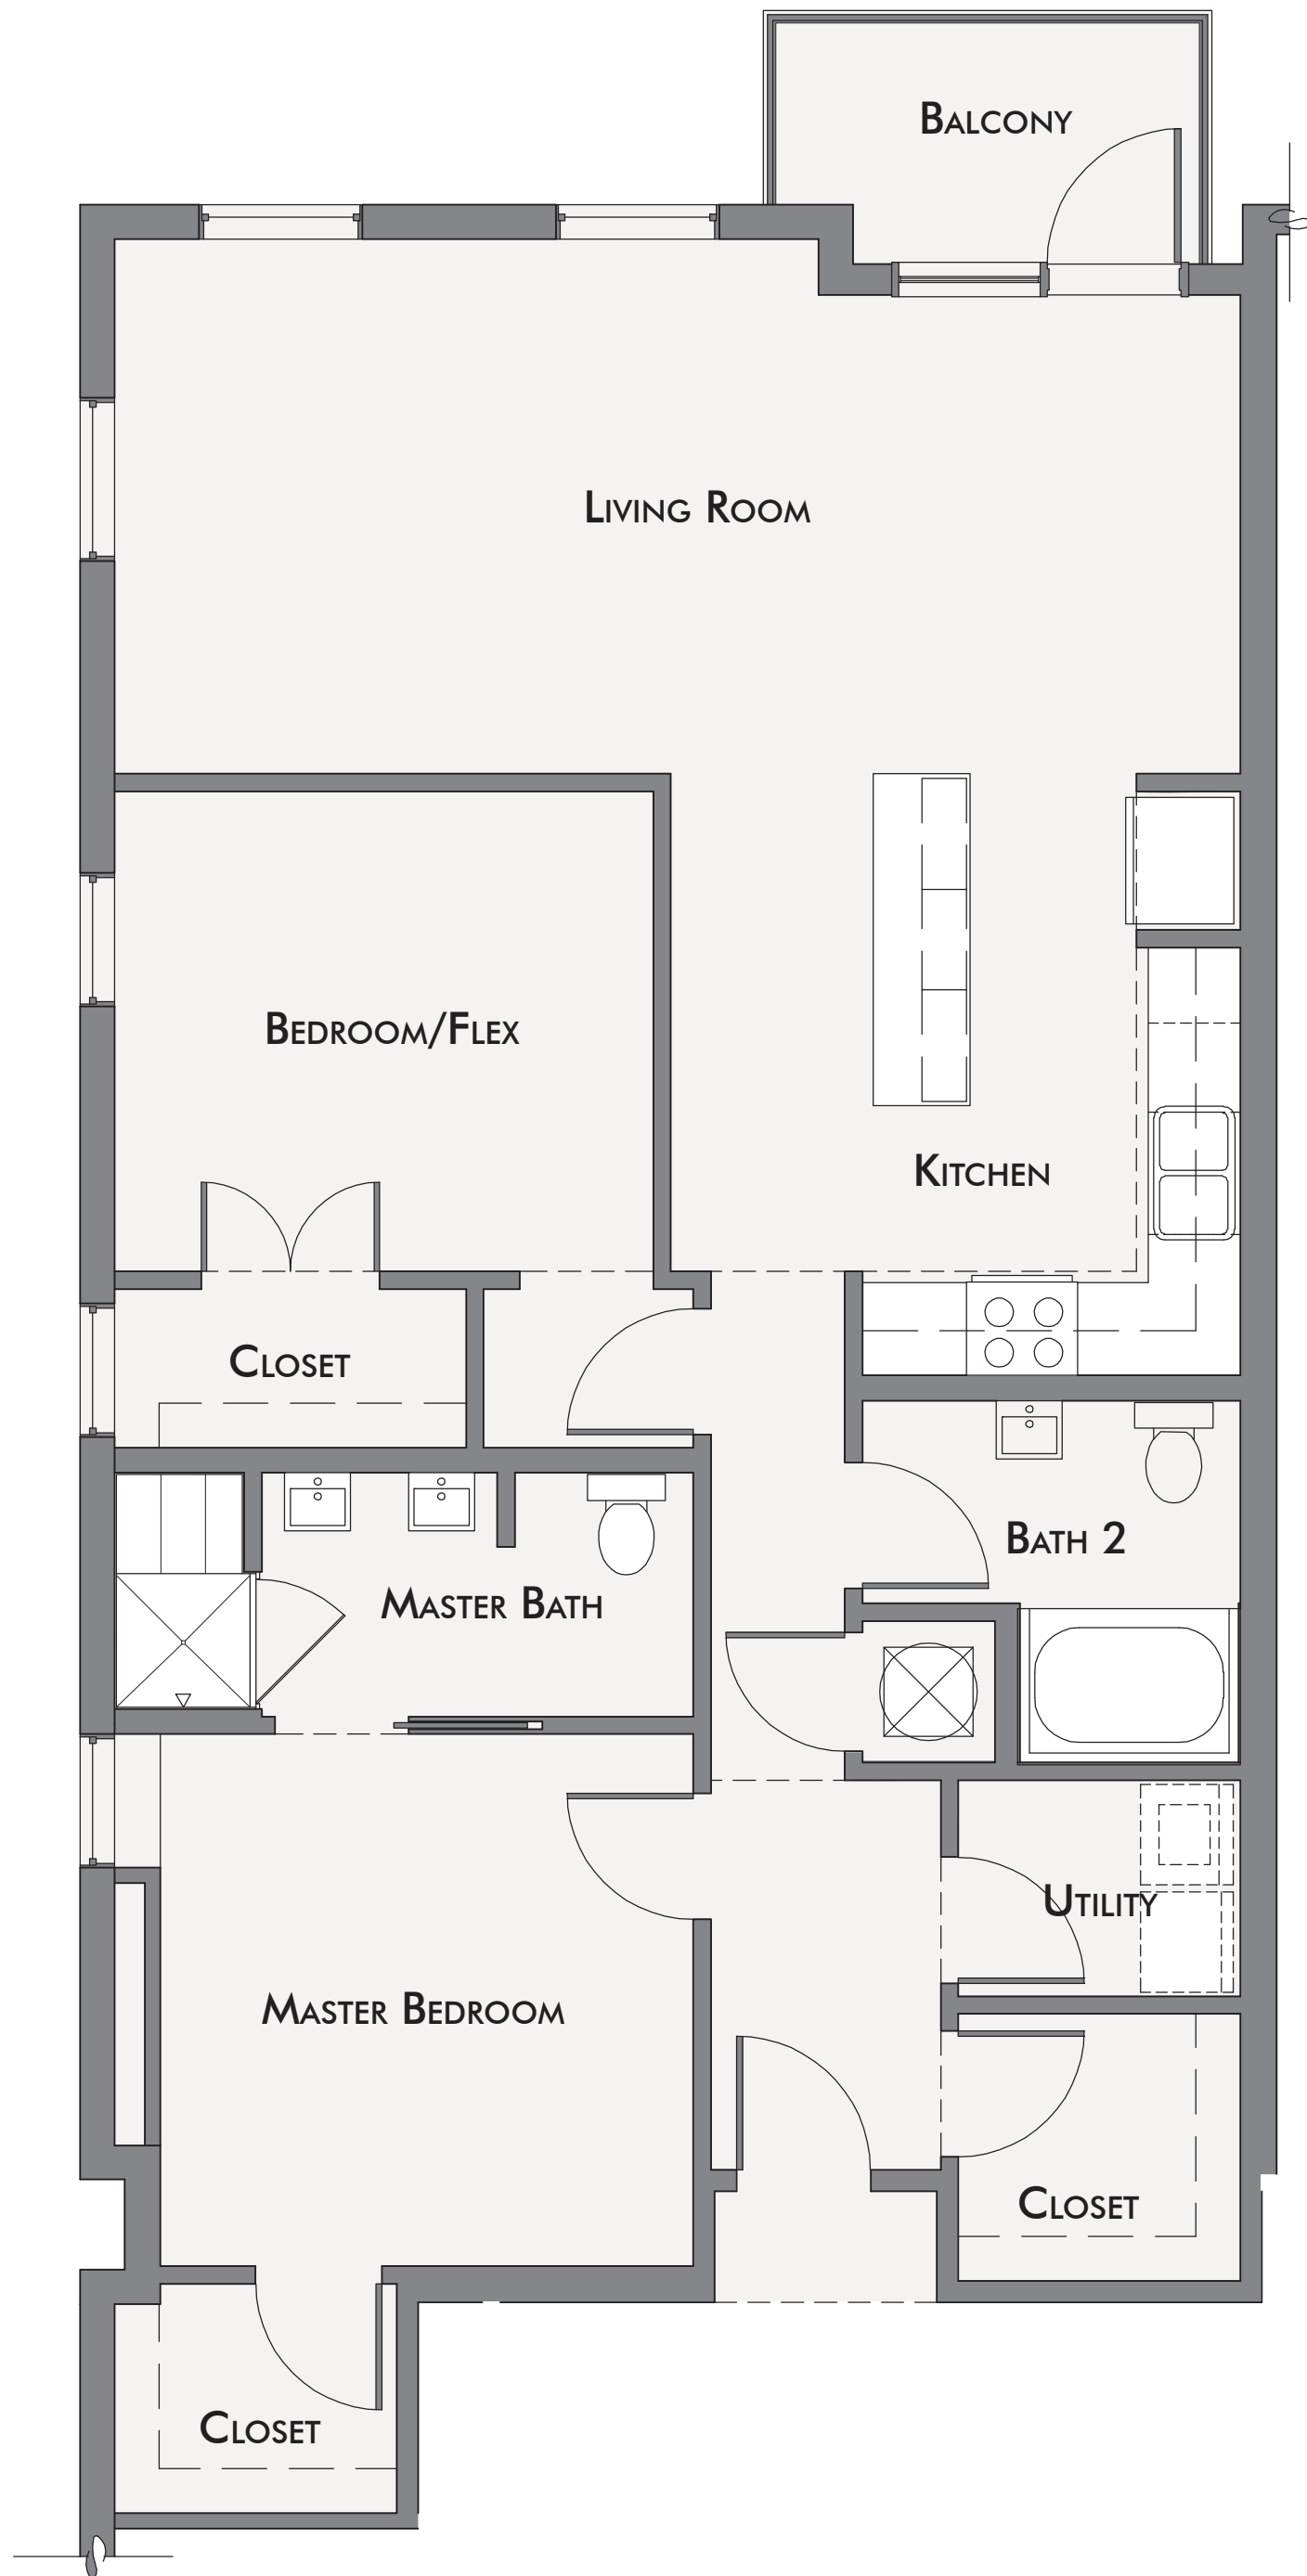 Balcony
Living Room
Bedroom/Flex
Kitchen
Closet
Bath 2
Master Bath
Utility
Master Bedroom
Closet
Closet